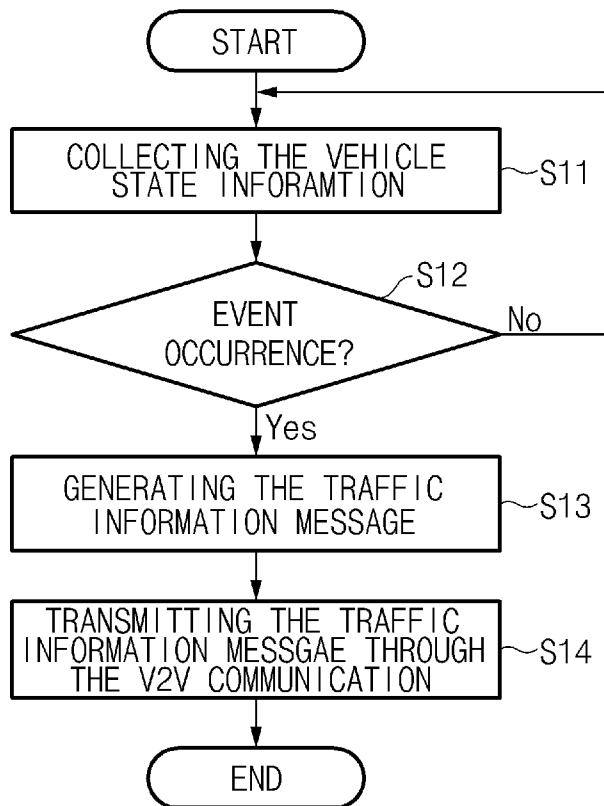 START
COLLECTING THE VEHICLE
STATE INFORAMTION
S11
S12
EVENT
OCCURRENCE?
No
Yes
GENERATING THE TRAFFIC
INFORMATION MESSAGE
S13
TRANSMITTING THE TRAFFIC
INFORMATION MESSGAE THROUGH
THE V2V COMMUNICATION
S14
END